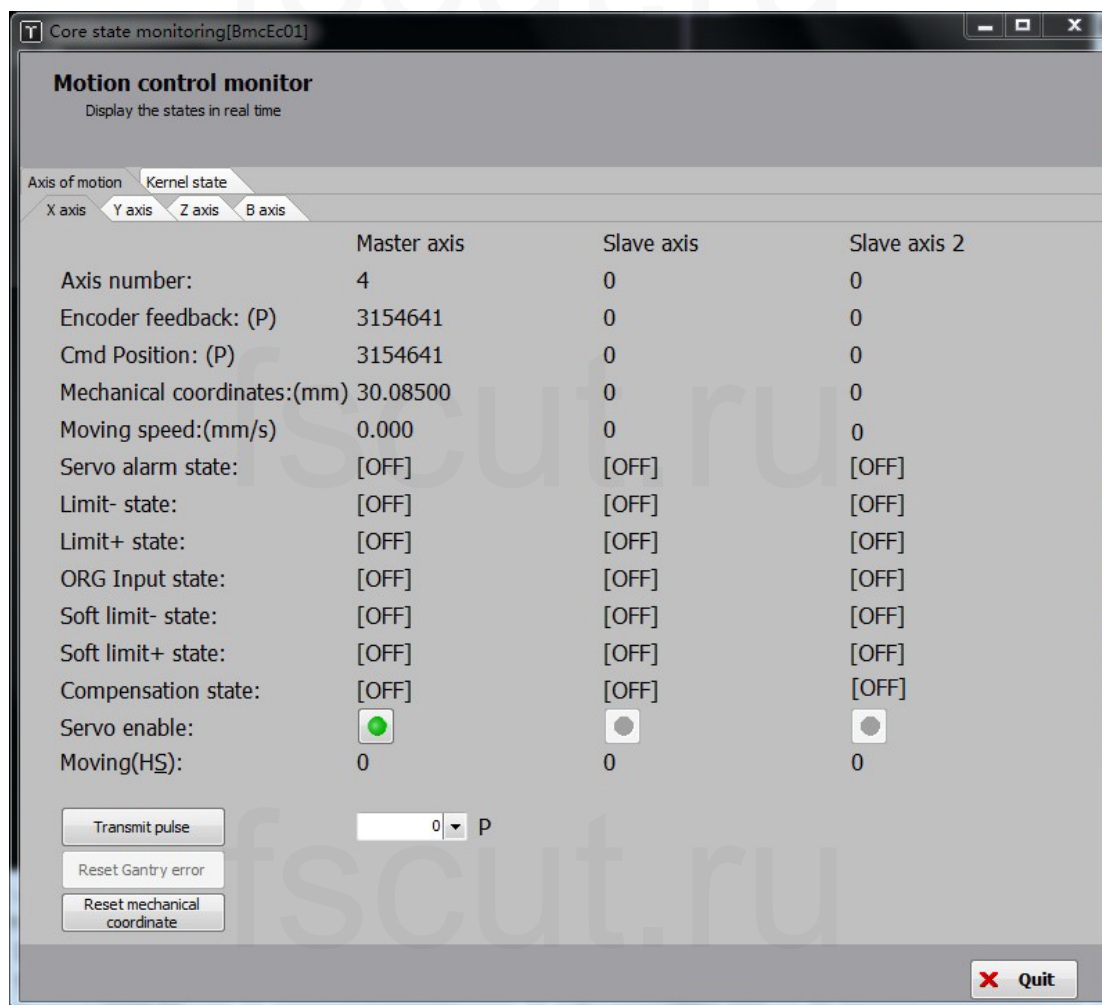 Core state monitoring[BmcEc01]
Motion control monitor
Display the states in real time
Axis of motion Kernel state
X axis Y axis Z axis B axis
Master axis Slave axis Slave axis 2
Axis number: 4 0 0
Encoder feedback: (P) 3154641 0 0
Cmd Position: (P) 3154641 0 0
Mechanical coordinates:(mm) 30.08500 0 0
Moving speed:(mm/s) 0.000 0 0
Servo alarm state: [OFF] [OFF] [OFF]
Limit- state: [OFF] [OFF] [OFF]
Limit+ state: [OFF] [OFF] [OFF]
ORG Input state: [OFF] [OFF] [OFF]
Soft limit- state: [OFF] [OFF] [OFF]
Soft limit+ state: [OFF] [OFF] [OFF]
Compensation state: [OFF] [OFF] [OFF]
Servo enable:
Moving(HS): 0 0 0
Transmit pulse 0 P
Reset Gantry error
Reset mechanical
coordinate
Quit
fscut.ru
fscut.ru